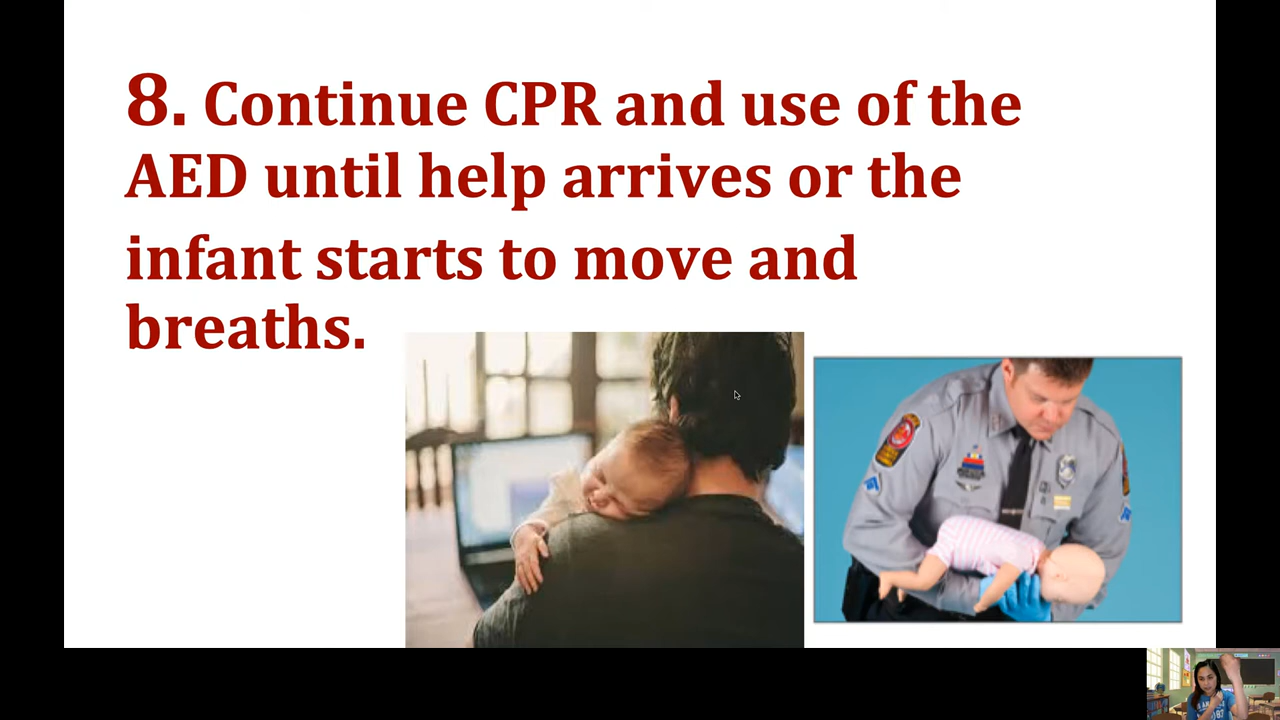 8. Continue CPR and use of the
AED until help arrives or the
infant starts to move and
breaths.